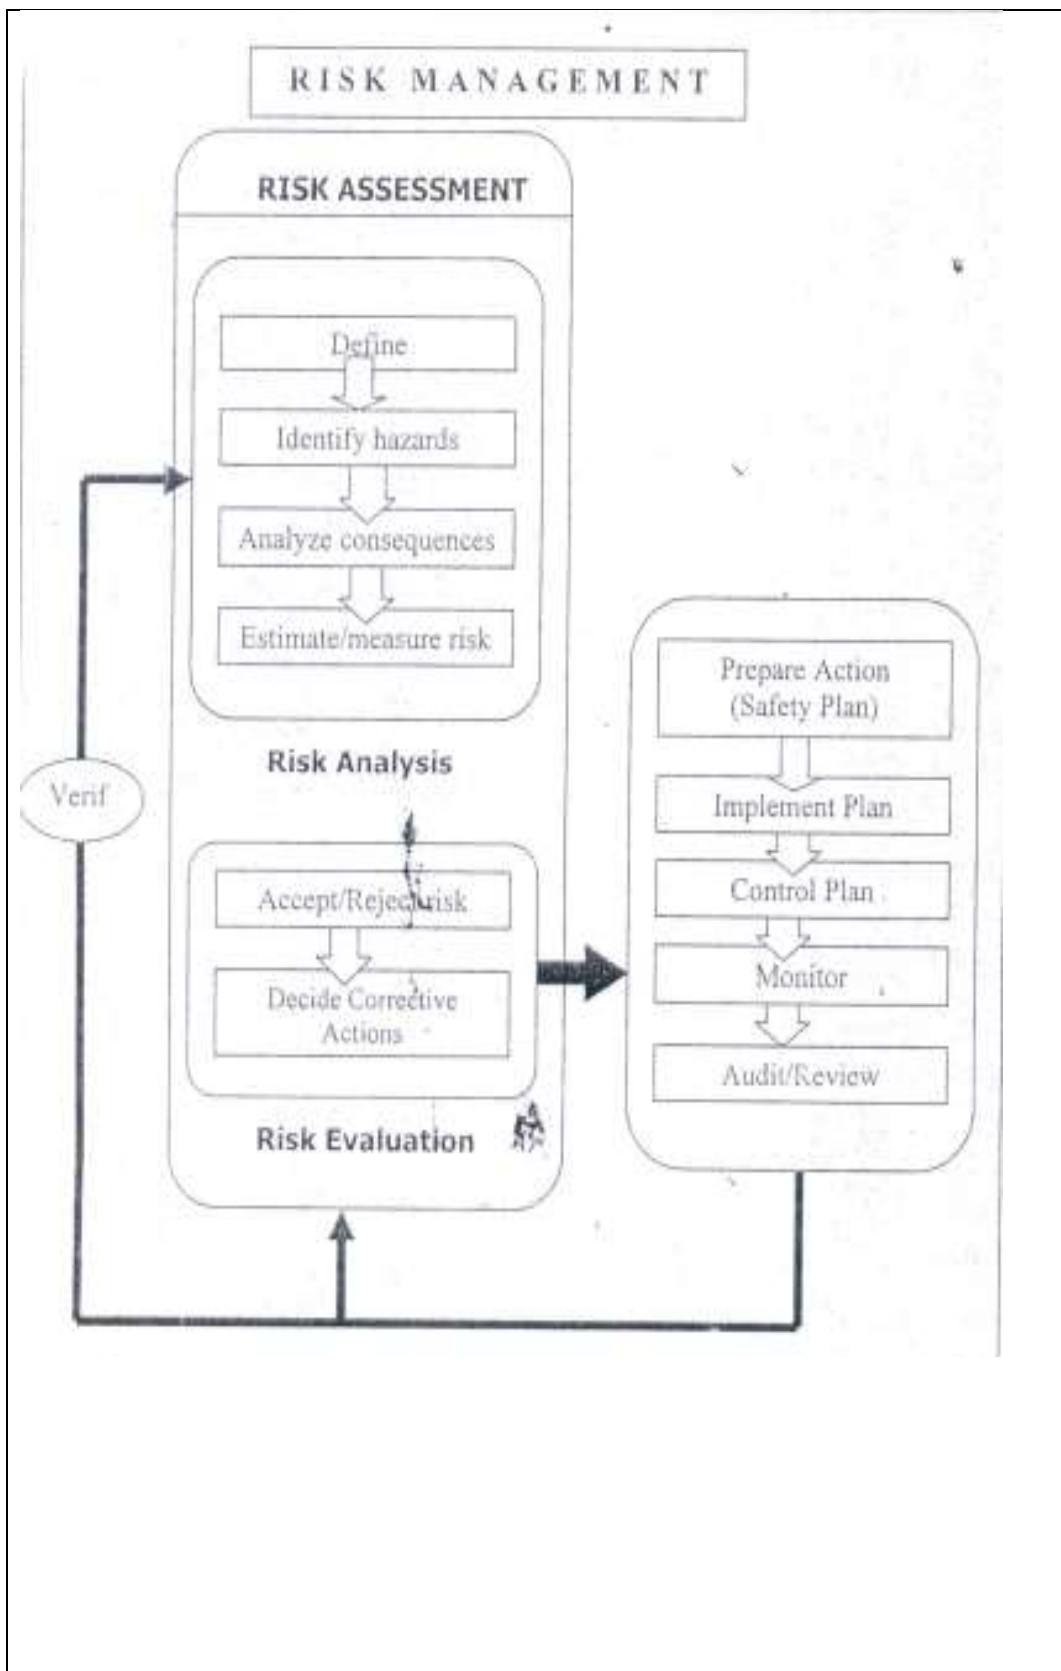 RISK MANAGEMENT
RISK ASSESSMENT
Define
Identify hazards
Analyze consequences
Estimate/measure risk
Risk Analysis
Accept/Reject risk
Decide Corrective
Actions
Risk Evaluation
Prepare Action
(Safety Plan)
Implement Plan
Control Plan
Monitor
Audit/Review
Verif